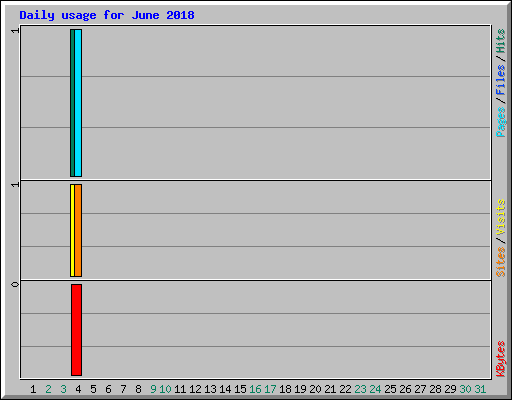 Daily usage for June 2018
1
1
0
Pages/Files/Hits
Sites/Visits
KBytes
1 2 3 4 5 6 7 8 9 10 11 12 13 14 15 16 17 18 19 20 21 22 23 24 25 26 27 28 29 30 31